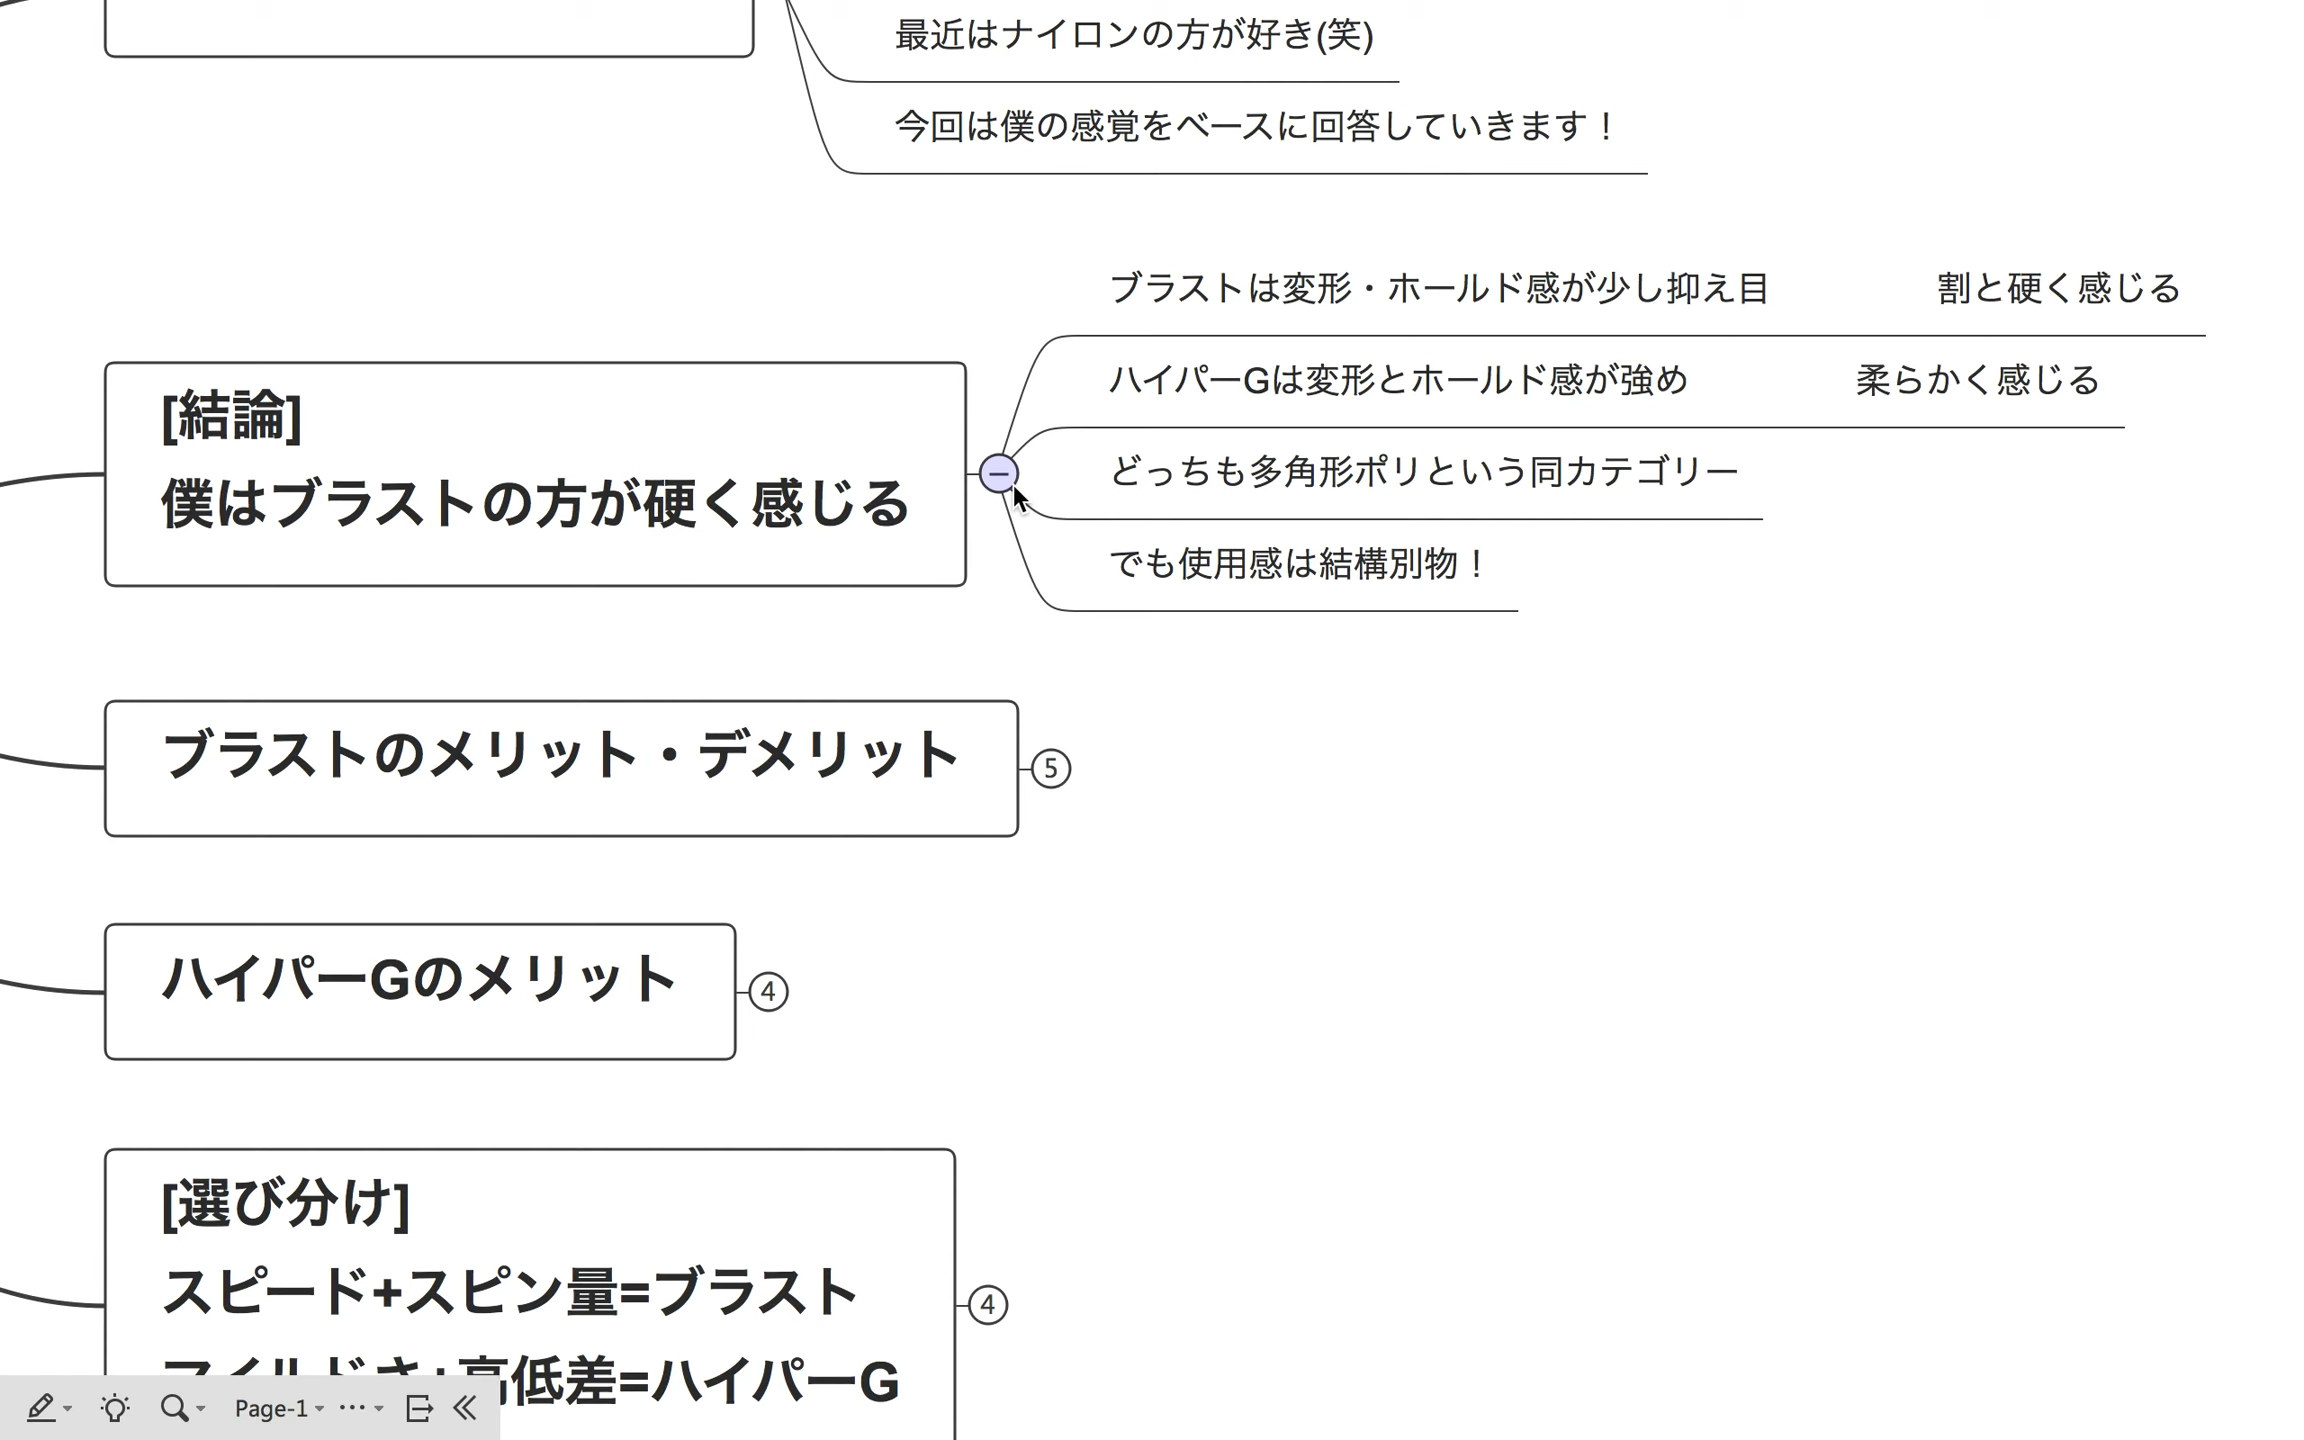 最近はナイロンの方が好き(笑)
今回は僕の感覚をベースに回答していきます！
[結論]
僕はブラストの方が硬く感じる
ブラストは変形・ホールド感が少し抑え目 割と硬く感じる
ハイパーGは変形とホールド感が強め 柔らかく感じる
どっちも多角形ポリという同カテゴリー
でも使用感は結構別物！
ブラストのメリット・デメリット
5
ハイパーGのメリット
4
[選び分け]
スピード+スピン量=ブラスト
マイルドさ+高低差=ハイパーG
4
Page-1